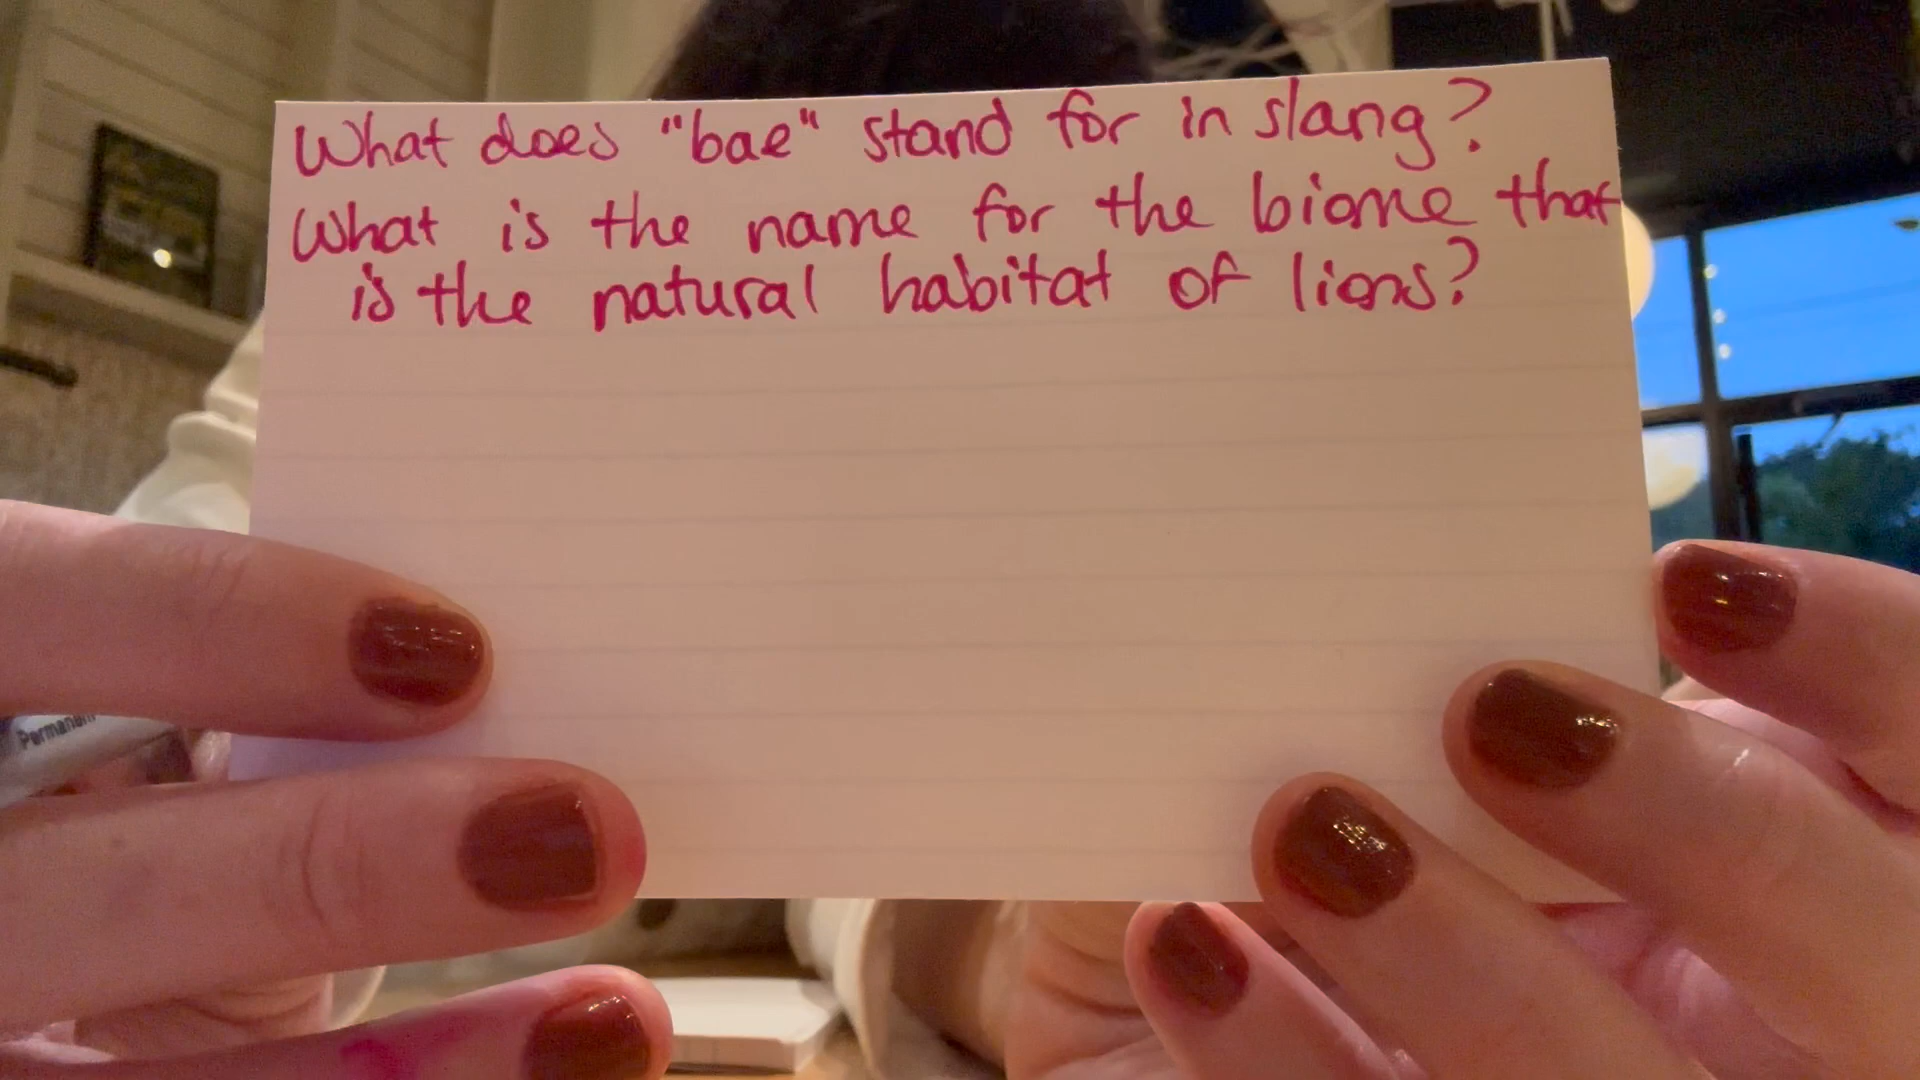 What does "bae" stand for in slang?
What is the name for the biome that
is the natural habitat of lions?
Permanent